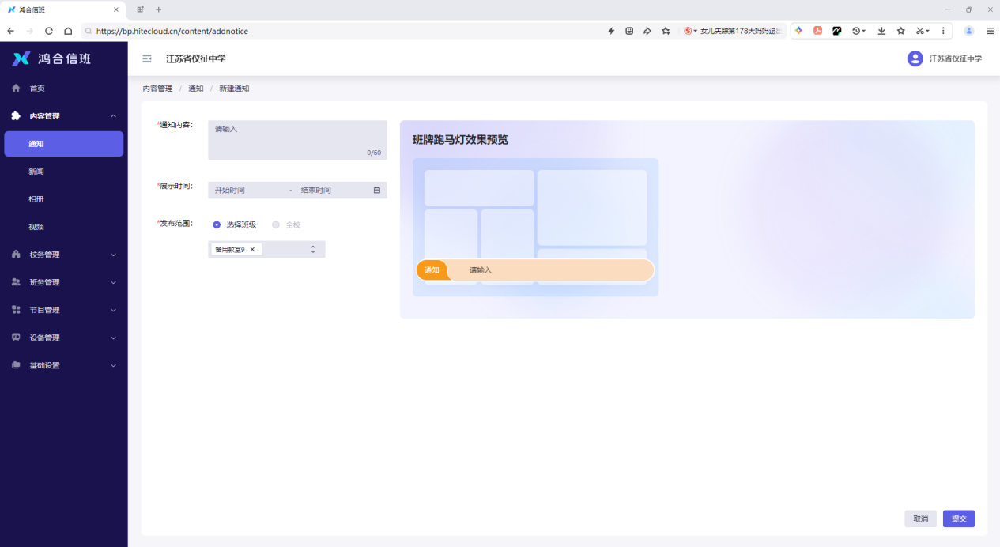 鸿合信班
https://bp.hitecloud.cn/content/addnotice
女儿失踪第178天妈妈退出
鸿合信班
江苏省仪征中学
江苏省仪征中学
首页
内容管理
通知
新闻
相册
视频
校务管理
班务管理
节目管理
设备管理
基础设置
内容管理 / 通知 / 新建通知
*通知内容:
请输入
0/60
*展示时间:
开始时间 - 结束时间
*发布范围:
选择班级 全校
备用教室9 ×
班牌跑马灯效果预览
通知 请输入
取消 提交